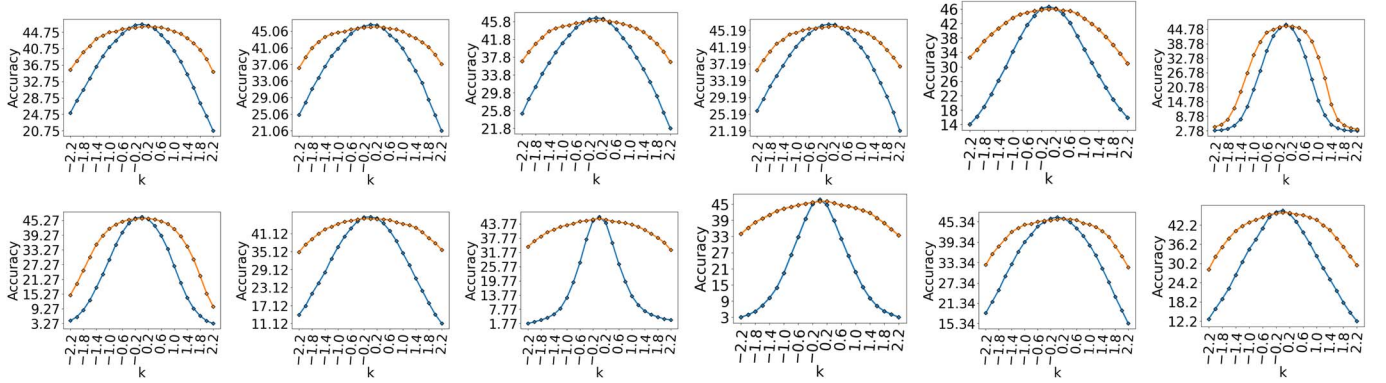 Accuracy
44.75
40.75
36.75
32.75
28.75
24.75
20.75
−2.2 −1.8 −1.4 −1.0 −0.6 −0.2 0.2 0.6 1.0 1.4 1.8 2.2
k
Accuracy
45.06
41.06
37.06
33.06
29.06
25.06
21.06
−2.2 −1.8 −1.4 −1.0 −0.6 −0.2 0.2 0.6 1.0 1.4 1.8 2.2
k
Accuracy
45.8
41.8
37.8
33.8
29.8
25.8
21.8
−2.2 −1.8 −1.4 −1.0 −0.6 −0.2 0.2 0.6 1.0 1.4 1.8 2.2
k
Accuracy
45.19
41.19
37.19
33.19
29.19
25.19
21.19
−2.2 −1.8 −1.4 −1.0 −0.6 −0.2 0.2 0.6 1.0 1.4 1.8 2.2
k
Accuracy
46
42
38
34
30
26
22
18
14
−2.2 −1.8 −1.4 −1.0 −0.6 −0.2 0.2 0.6 1.0 1.4 1.8 2.2
k
Accuracy
44.78
38.78
32.78
26.78
20.78
14.78
8.78
2.78
−2.2 −1.8 −1.4 −1.0 −0.6 −0.2 0.2 0.6 1.0 1.4 1.8 2.2
k
Accuracy
45.27
39.27
33.27
27.27
21.27
15.27
9.27
3.27
−2.2 −1.8 −1.4 −1.0 −0.6 −0.2 0.2 0.6 1.0 1.4 1.8 2.2
k
Accuracy
41.12
35.12
29.12
23.12
17.12
11.12
−2.2 −1.8 −1.4 −1.0 −0.6 −0.2 0.2 0.6 1.0 1.4 1.8 2.2
k
Accuracy
43.77
37.77
31.77
25.77
19.77
13.77
7.77
1.77
−2.2 −1.8 −1.4 −1.0 −0.6 −0.2 0.2 0.6 1.0 1.4 1.8 2.2
k
Accuracy
45
39
33
27
21
15
9
3
−2.2 −1.8 −1.4 −1.0 −0.6 −0.2 0.2 0.6 1.0 1.4 1.8 2.2
k
Accuracy
45.34
39.34
33.34
27.34
21.34
15.34
−2.2 −1.8 −1.4 −1.0 −0.6 −0.2 0.2 0.6 1.0 1.4 1.8 2.2
k
Accuracy
42.2
36.2
30.2
24.2
18.2
12.2
−2.2 −1.8 −1.4 −1.0 −0.6 −0.2 0.2 0.6 1.0 1.4 1.8 2.2
k